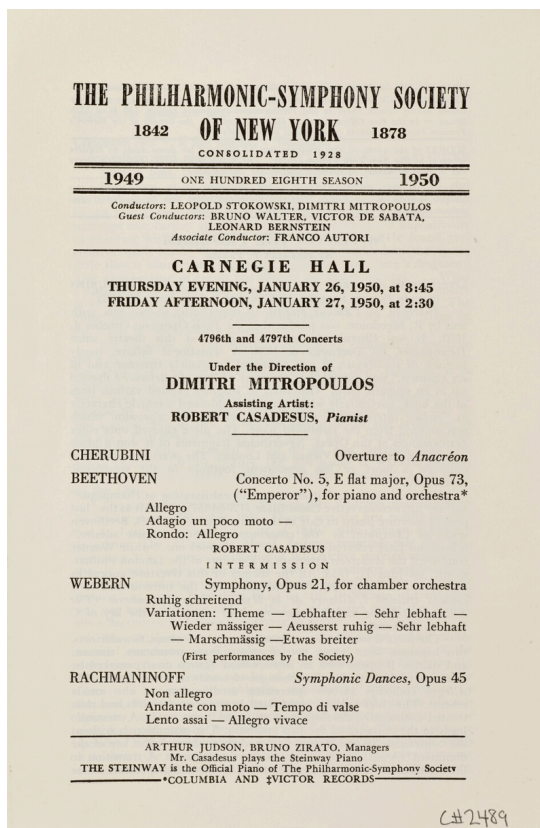 THE PHILHARMONIC-SYMPHONY SOCIETY
1842 OF NEW YORK 1878
CONSOLIDATED 1928
1949 ONE HUNDRED EIGHTH SEASON 1950
Conductors: LEOPOLD STOKOWSKI, DIMITRI MITROPOULOS
Guest Conductors: BRUNO WALTER, VICTOR DE SABATA,
LEONARD BERNSTEIN
Associate Conductor: FRANCO AUTORI
CARNEGIE HALL
THURSDAY EVENING, JANUARY 26, 1950, at 8:45
FRIDAY AFTERNOON, JANUARY 27, 1950, at 2:30
4796th and 4797th Concerts
Under the Direction of
DIMITRI MITROPOULOS
Assisting Artist:
ROBERT CASADESUS, Pianist
CHERUBINI Overture to Anacréon
BEETHOVEN Concerto No. 5, E flat major, Opus 73,
("Emperor"), for piano and orchestra*
Allegro
Adagio un poco moto —
Rondo: Allegro
ROBERT CASADESUS
INTERMISSION
WEBERN Symphony, Opus 21, for chamber orchestra
Ruhig schreitend
Variationen: Theme — Lebhafter — Sehr lebhaft —
Wieder mässiger — Aeusserst ruhig — Sehr lebhaft
— Marschmässig —Etwas breiter
(First performances by the Society)
RACHMANINOFF Symphonic Dances, Opus 45
Non allegro
Andante con moto — Tempo di valse
Lento assai — Allegro vivace
ARTHUR JUDSON, BRUNO ZIRATO, Managers
Mr. Casadesus plays the Steinway Piano
THE STEINWAY is the Official Piano of The Philharmonic-Symphony Society
*COLUMBIA AND ‡VICTOR RECORDS
CH2489